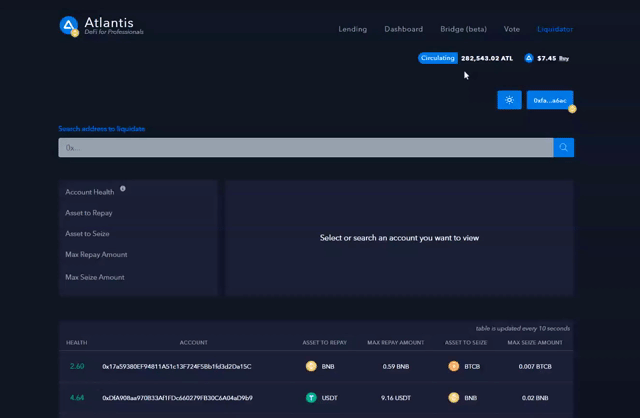 Atlantis
DeFi for Professionals
Lending Dashboard Bridge (beta) Vote Liquidator
Circulating 282,543.02 ATL $7.45 Buy
0xfa...a6ec
Search address to liquidate
0x...
Account Health
Asset to Repay
Asset to Seize
Max Repay Amount
Max Seize Amount
Select or search an account you want to view
table is updated every 10 seconds
HEALTH ACCOUNT ASSET TO REPAY MAX REPAY AMOUNT ASSET TO SEIZE MAX SEIZE AMOUNT
2.60 0x17a59380EF94811A51c13F724F5Bb1fd3d2Da15C BNB 0.59 BNB BTCB 0.007 BTCB
4.64 0xDfA908aa970B33Af1FDc660279FB30C6A04aD9b9 USDT 9.16 USDT BNB 0.02 BNB